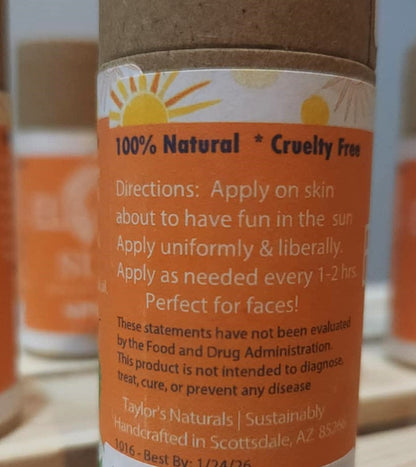 100% Natural * Cruelty Free
Directions: Apply on skin
about to have fun in the sun
Apply uniformly & liberally.
Apply as needed every 1-2 hrs.
Perfect for faces!
These statements have not been evaluated
by the Food and Drug Administration.
This product is not intended to diagnose,
treat, cure, or prevent any disease
Taylor's Naturals | Sustainably
Handcrafted in Scottsdale, AZ 85266
1016 - Best By: 1/24/26